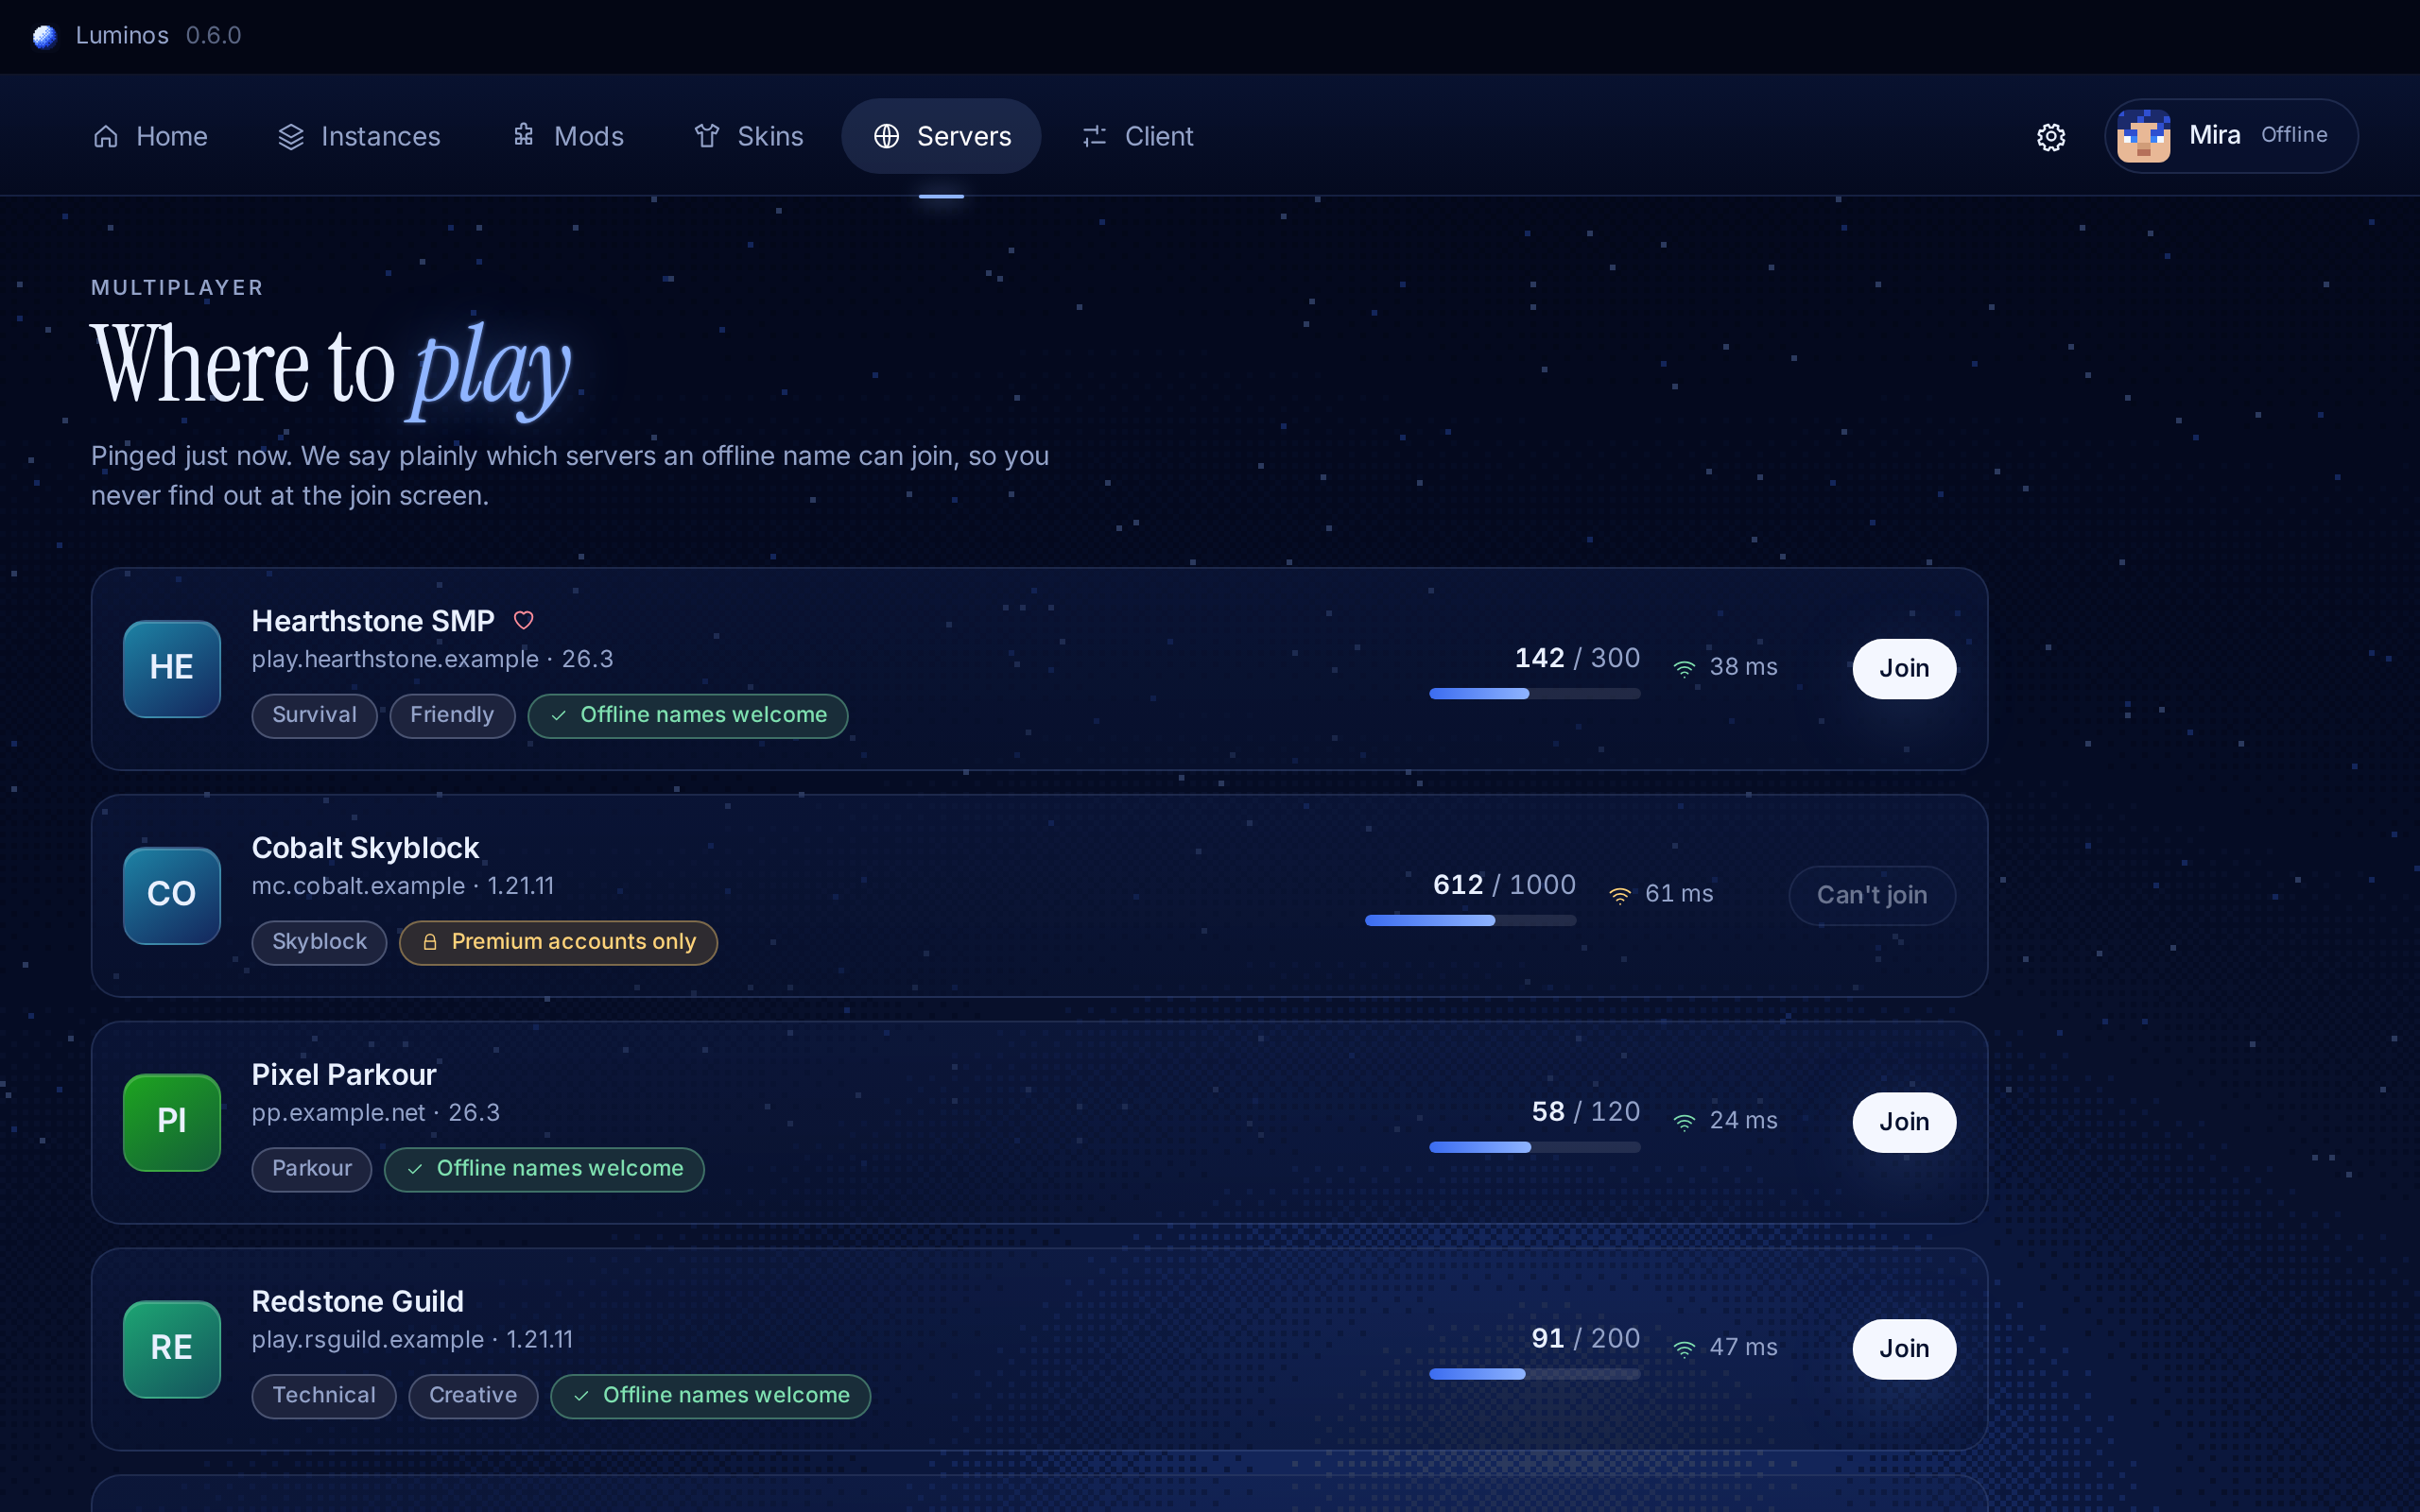 Luminos 0.6.0
Home Instances Mods Skins Servers Client Mira Offline
MULTIPLAYER
Where to play
Pinged just now. We say plainly which servers an offline name can join, so you
never find out at the join screen.
HE
Hearthstone SMP
play.hearthstone.example · 26.3
Survival Friendly Offline names welcome
142 / 300
38 ms
Join
CO
Cobalt Skyblock
mc.cobalt.example · 1.21.11
Skyblock Premium accounts only
612 / 1000
61 ms
Can't join
PI
Pixel Parkour
pp.example.net · 26.3
Parkour Offline names welcome
58 / 120
24 ms
Join
RE
Redstone Guild
play.rsguild.example · 1.21.11
Technical Creative Offline names welcome
91 / 200
47 ms
Join